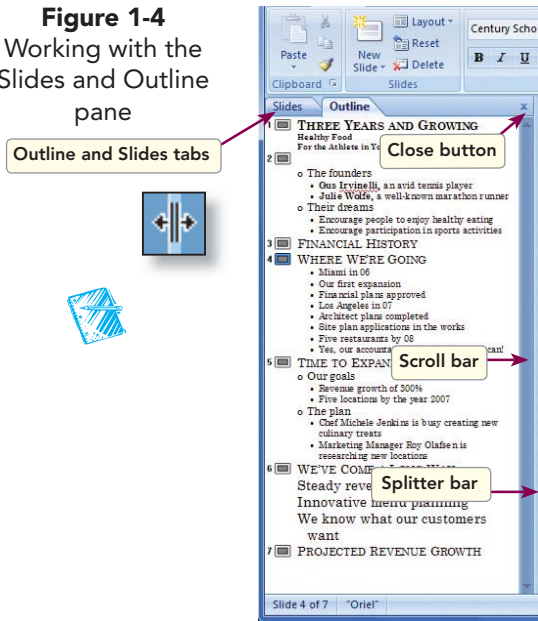 Figure 1-4
Working with the
Slides and Outline
pane
Outline and Slides tabs
Paste
Clipboard
New
Slide
Layout
Reset
Delete
Slides
Century Scho
B I U
Slides Outline x
Close button
1 THREE YEARS AND GROWING
Healthy Food
For the Athlete in Yo
2
o The founders
• Gus Irvinelli, an avid tennis player
• Julie Wolfe, a well-known marathon runner
o Their dreams
• Encourage people to enjoy healthy eating
• Encourage participation in sports activities
3 FINANCIAL HISTORY
4 WHERE WE'RE GOING
• Miami in 06
• Our first expansion
• Financial plans approved
• Los Angeles in 07
• Architect plans completed
• Site plan applications in the works
• Five restaurants by 08
• Yes, our accounta can!
Scroll bar
5 TIME TO EXPAN
o Our goals
• Revenue growth of 300%
• Five locations by the year 2007
o The plan
• Chef Michele Jenkins is busy creating new
culinary treats
• Marketing Manager Roy Olafsen is
researching new locations
6 WE'VE COME
Steady reve
Splitter bar
Innovative menu planning
We know what our customers
want
7 PROJECTED REVENUE GROWTH
Slide 4 of 7 "Oriel"